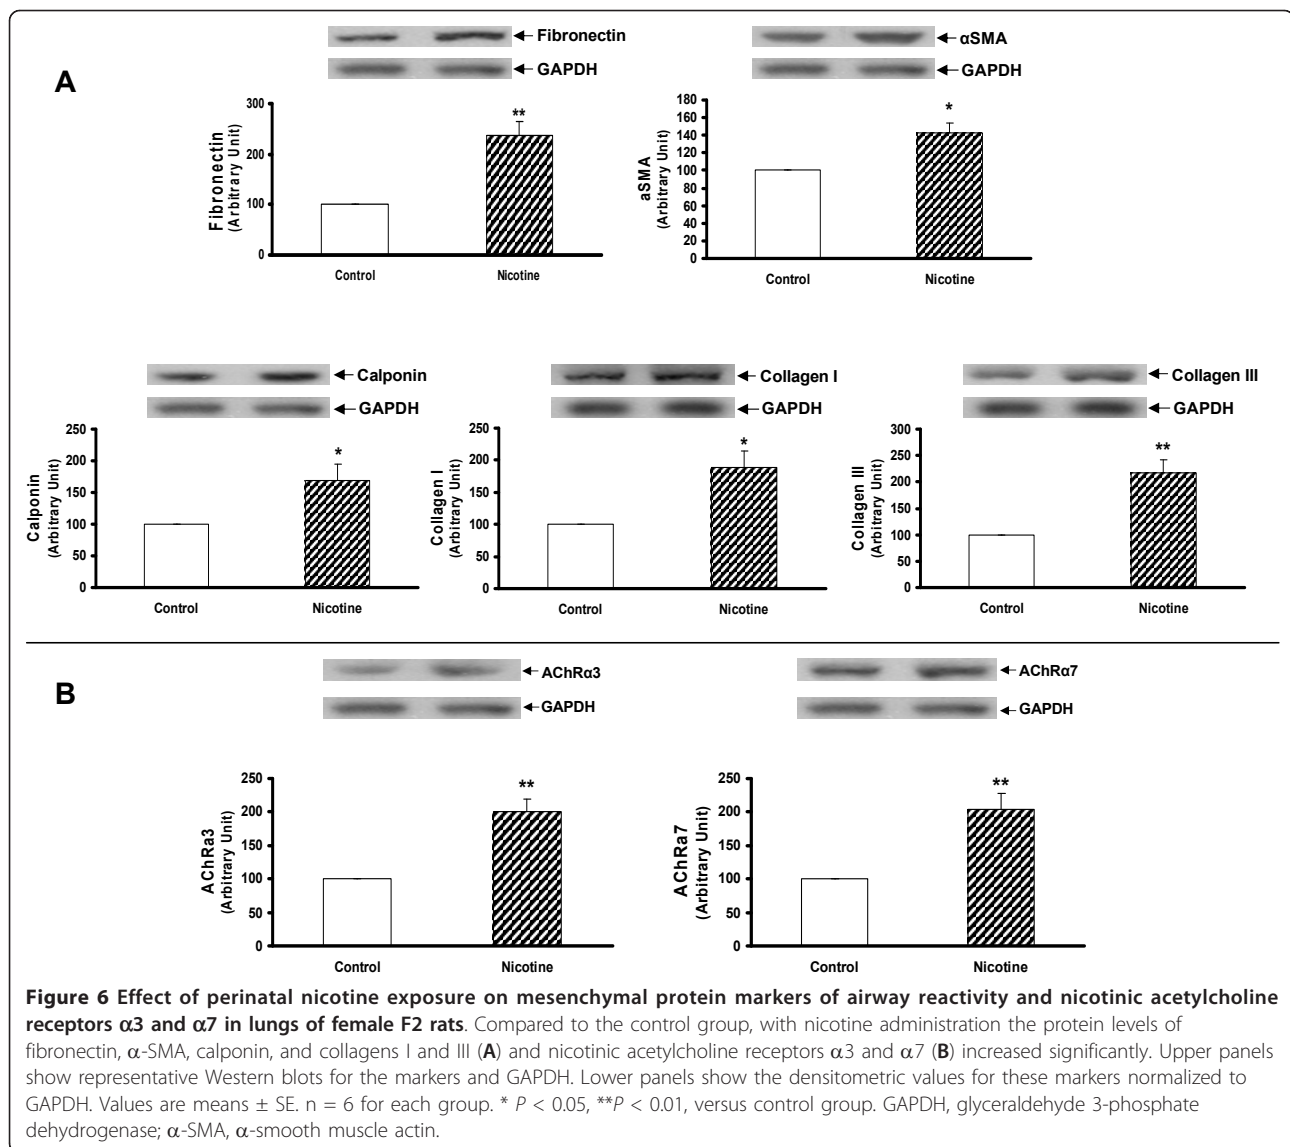 A
Fibronectin
GAPDH
Fibronectin
(Arbitrary Unit)
300
250
100
0
**
Control
Nicotine
αSMA
GAPDH
aSMA
(Arbitrary Unit)
180
160
140
120
100
80
60
40
20
0
*
Control
Nicotine
Calponin
GAPDH
Calponin
(Arbitrary Unit)
250
200
150
100
50
0
*
Control
Nicotine
Collagen I
GAPDH
Collagen I
(Arbitrary Unit)
250
200
150
100
50
0
*
Control
Nicotine
Collagen III
GAPDH
Collagen III
(Arbitrary Unit)
300
250
200
150
100
50
0
**
Control
Nicotine
B
AChRα3
GAPDH
AChRa3
(Arbitrary Unit)
250
200
150
100
50
0
**
Control
Nicotine
AChRα7
GAPDH
AChRa7
(Arbitrary Unit)
250
200
150
100
50
0
**
Control
Nicotine
Figure 6 Effect of perinatal nicotine exposure on mesenchymal protein markers of airway reactivity and nicotinic acetylcholine
receptors α3 and α7 in lungs of female F2 rats. Compared to the control group, with nicotine administration the protein levels of
fibronectin, α-SMA, calponin, and collagens I and III (A) and nicotinic acetylcholine receptors α3 and α7 (B) increased significantly. Upper panels
show representative Western blots for the markers and GAPDH. Lower panels show the densitometric values for these markers normalized to
GAPDH. Values are means ± SE. n = 6 for each group. * P < 0.05, **P < 0.01, versus control group. GAPDH, glyceraldehyde 3-phosphate
dehydrogenase; α-SMA, α-smooth muscle actin.